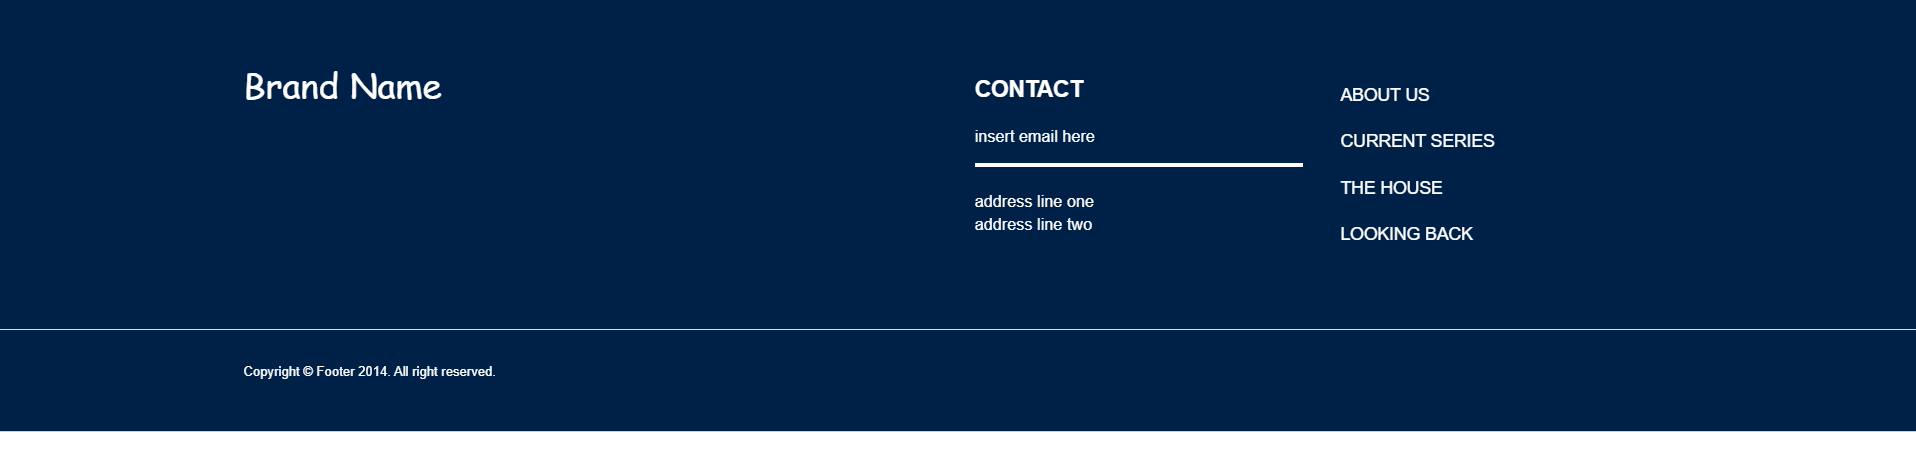 Brand Name
CONTACT
insert email here
address line one
address line two
ABOUT US
CURRENT SERIES
THE HOUSE
LOOKING BACK
Copyright © Footer 2014. All right reserved.